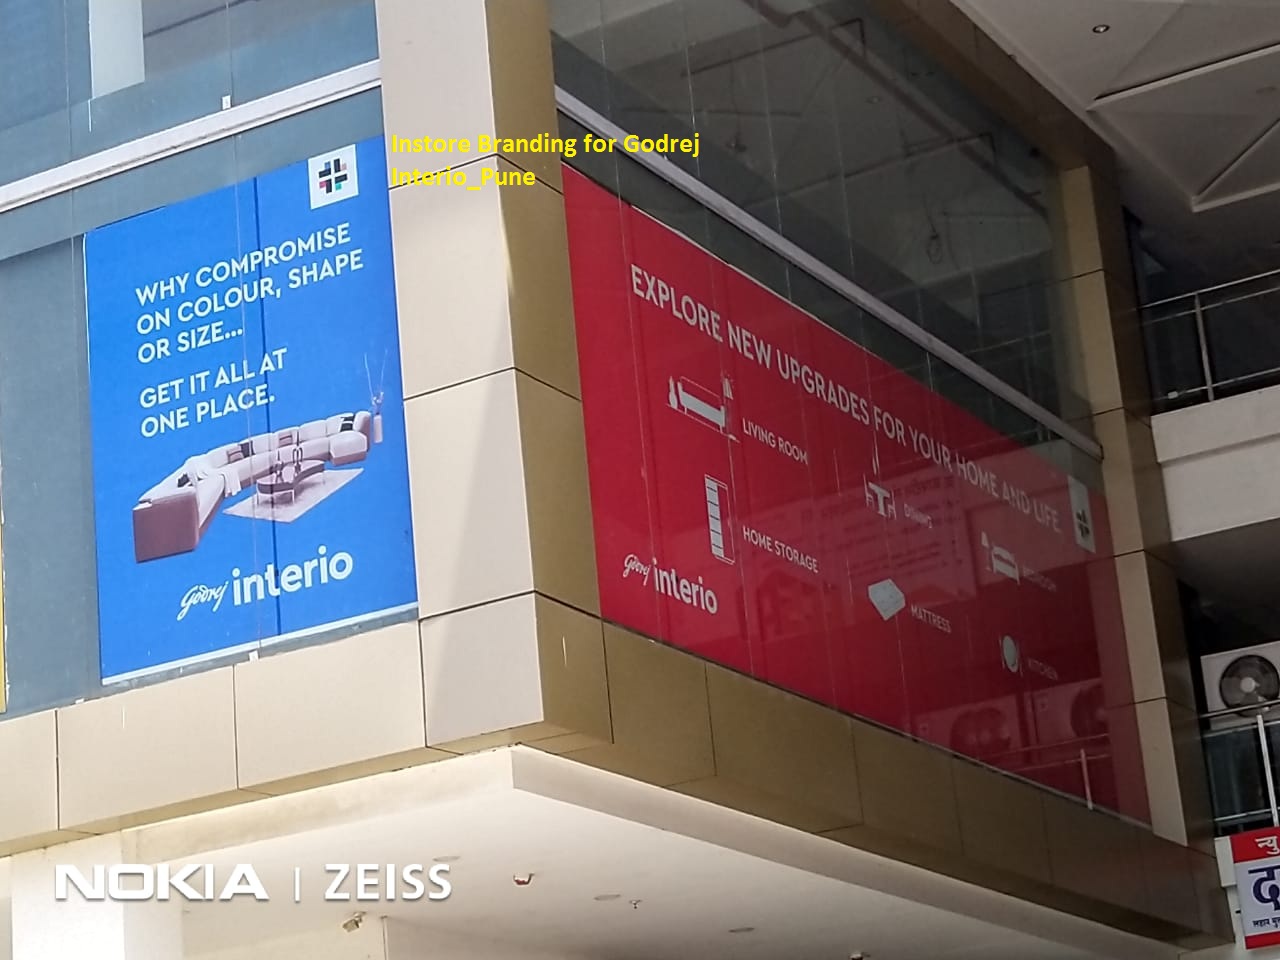 Instore Branding for Godrej
Interio_Pune
WHY COMPROMISE
ON COLOUR, SHAPE
OR SIZE...
GET IT ALL AT
ONE PLACE.
Godrej interio
EXPLORE NEW UPGRADES FOR YOUR HOME AND LIFE
LIVING ROOM
DINING
BEDROOM
HOME STORAGE
MATTRESS
KITCHEN
Godrej interio
NOKIA | ZEISS